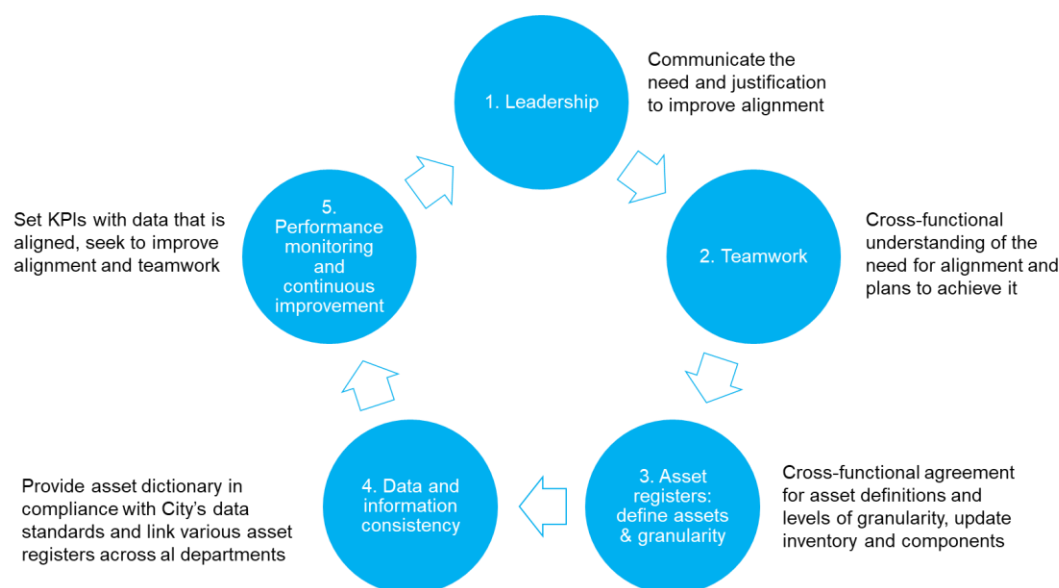 1. Leadership
Communicate the
need and justification
to improve alignment
2. Teamwork
Cross-functional
understanding of the
need for alignment and
plans to achieve it
3. Asset
registers:
define assets
& granularity
Cross-functional agreement
for asset definitions and
levels of granularity, update
inventory and components
4. Data and
information
consistency
Provide asset dictionary in
compliance with City’s data
standards and link various asset
registers across al departments
5.
Performance
monitoring
and
continuous
improvement
Set KPIs with data that is
aligned, seek to improve
alignment and teamwork